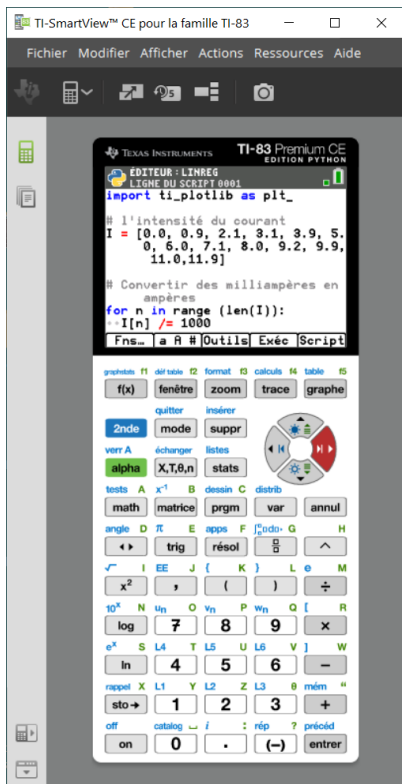 TI-SmartView™ CE pour la famille TI-83
Fichier Modifier Afficher Actions Ressources Aide
TEXAS INSTRUMENTS TI-83 Premium CE
EDITION PYTHON
ÉDITEUR : LINREG
LIGNE DU SCRIPT 0001
import ti_plotlib as plt_
# l'intensité du courant
I = [0.0, 0.9, 2.1, 3.1, 3.9, 5.
0, 6.0, 7.1, 8.0, 9.2, 9.9,
11.0,11.9]
# Convertir des milliampères en
ampères
for n in range (len(I)):
··I[n] /= 1000
Fns… a A # Outils Exéc Script
graphstats f1 déf table f2 format f3 calculs f4 table f5
f(x) fenêtre zoom trace graphe
quitter insérer
2nde mode suppr
verr A échanger listes
alpha X,T,θ,n stats
tests A x⁻¹ B dessin C distrib
math matrice prgm var annul
angle D π E apps F G H
trig résol ^
√ I EE J { K } L e M
x² , ( ) ÷
10ˣ N un O vn P wn Q [ R
log 7 8 9 ×
eˣ S L4 T L5 U L6 V ] W
ln 4 5 6 −
rappel X L1 Y L2 Z L3 θ mém "
sto→ 1 2 3 +
off catalog ⎵ i : rép ? précéd
on 0 . (−) entrer